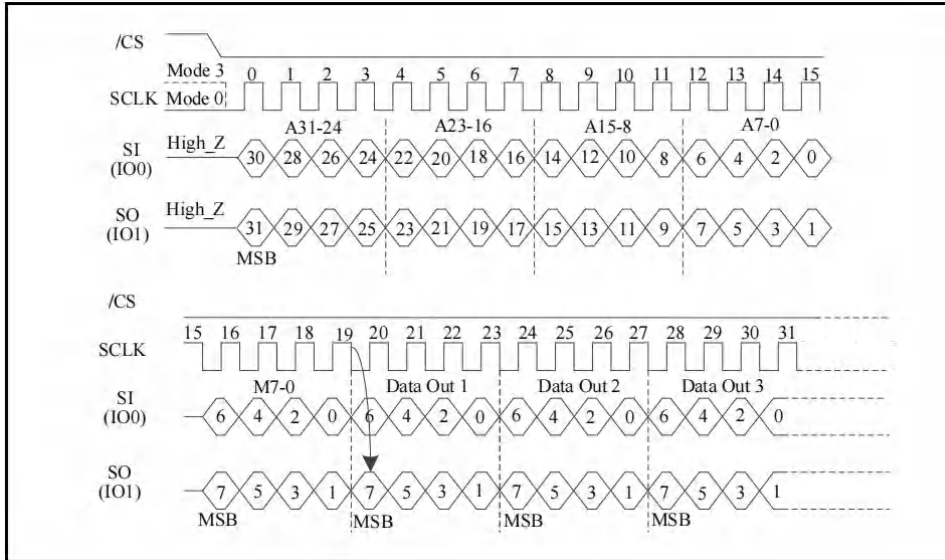 /CS
Mode 3 0 1 2 3 4 5 6 7 8 9 10 11 12 13 14 15
SCLK Mode 0
A31-24 A23-16 A15-8 A7-0
SI High_Z
(IO0) 30 28 26 24 22 20 18 16 14 12 10 8 6 4 2 0
SO High_Z
(IO1) 31 29 27 25 23 21 19 17 15 13 11 9 7 5 3 1
MSB
/CS
15 16 17 18 19 20 21 22 23 24 25 26 27 28 29 30 31
SCLK
M7-0 Data Out 1 Data Out 2 Data Out 3
SI
(IO0) 6 4 2 0 6 4 2 0 6 4 2 0 6 4 2 0
SO
(IO1) 7 5 3 1 7 5 3 1 7 5 3 1 7 5 3 1
MSB MSB MSB MSB